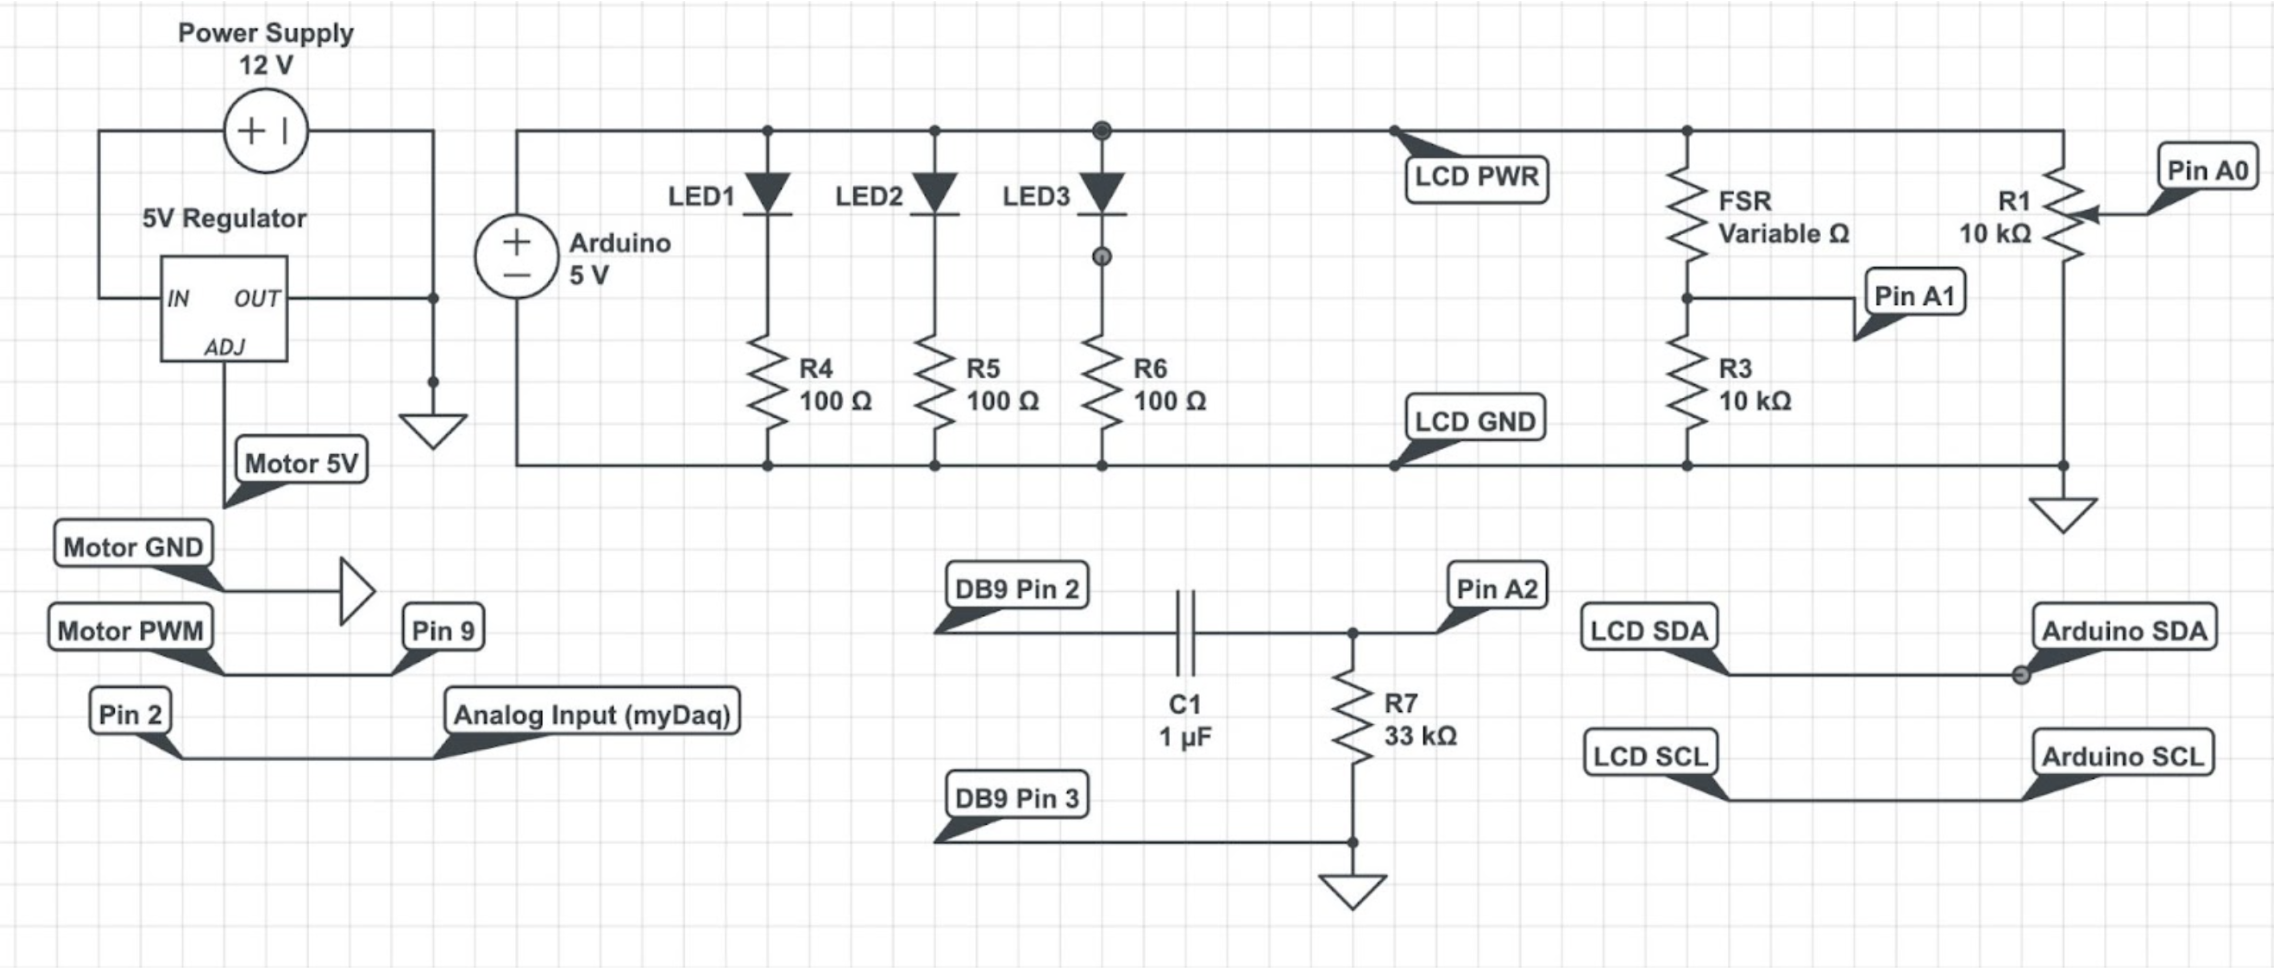 Power Supply
12 V
5V Regulator
IN
OUT
ADJ
Motor 5V
Arduino
5 V
LED1
LED2
LED3
R4
100 Ω
R5
100 Ω
R6
100 Ω
LCD PWR
LCD GND
FSR
Variable Ω
Pin A1
R3
10 kΩ
R1
10 kΩ
Pin A0
Motor GND
Motor PWM
Pin 9
Pin 2
Analog Input (myDaq)
DB9 Pin 2
C1
1 µF
Pin A2
R7
33 kΩ
DB9 Pin 3
LCD SDA
Arduino SDA
LCD SCL
Arduino SCL